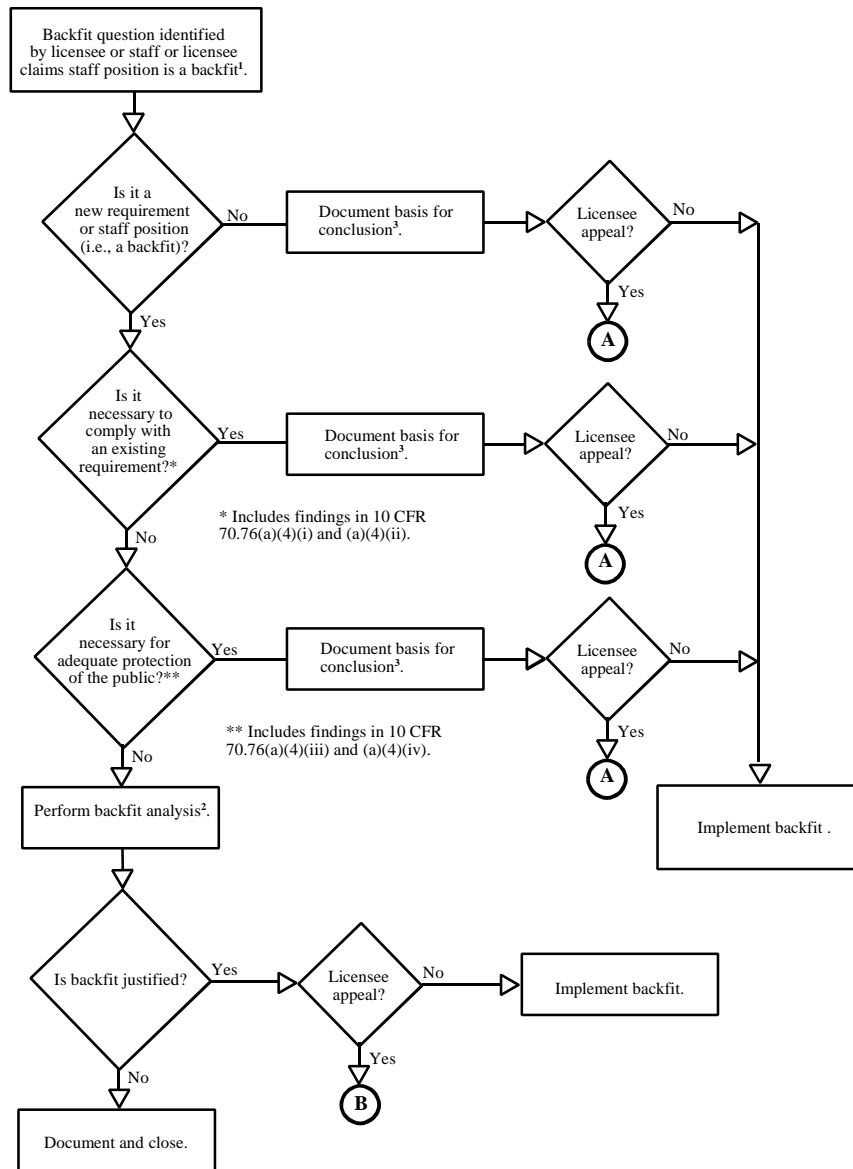 Backfit question identified
by licensee or staff or licensee
claims staff position is a backfit¹.
Is it a
new requirement
or staff position
(i.e., a backfit)?
No
Document basis for
conclusion³.
Licensee
appeal?
No
Yes
A
Yes
Is it
necessary to
comply with
an existing
requirement?*
Yes
Document basis for
conclusion³.
Licensee
appeal?
No
Yes
A
* Includes findings in 10 CFR
70.76(a)(4)(i) and (a)(4)(ii).
No
Is it
necessary for
adequate protection
of the public?**
Yes
Document basis for
conclusion³.
Licensee
appeal?
No
Yes
A
** Includes findings in 10 CFR
70.76(a)(4)(iii) and (a)(4)(iv).
No
Perform backfit analysis².
Implement backfit .
Is backfit justified?
Yes
Licensee
appeal?
No
Implement backfit.
Yes
B
No
Document and close.